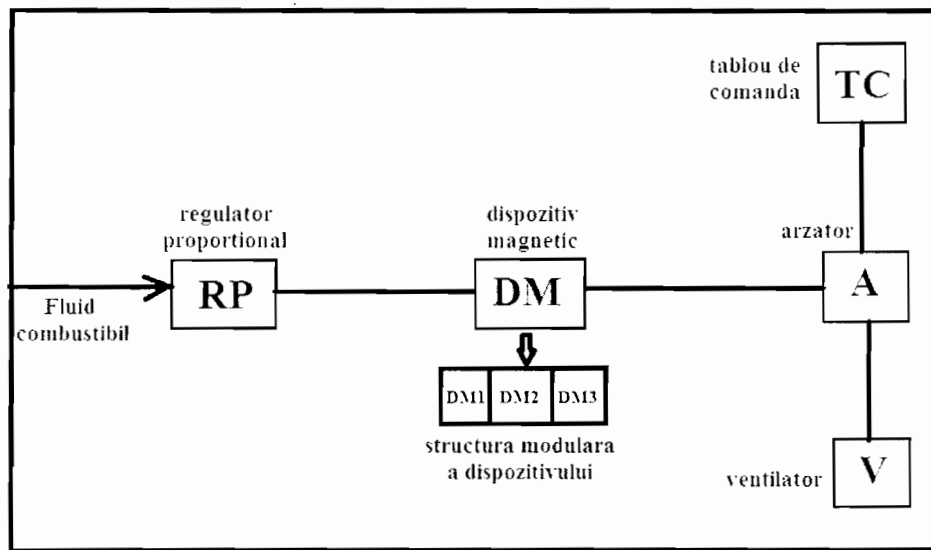 tablou de
comanda
TC
regulator
proportional
dispozitiv
magnetic
arzator
RP
DM
A
Fluid
combustibil
DM1
DM2
DM3
structura modulara
a dispozitivului
ventilator
V